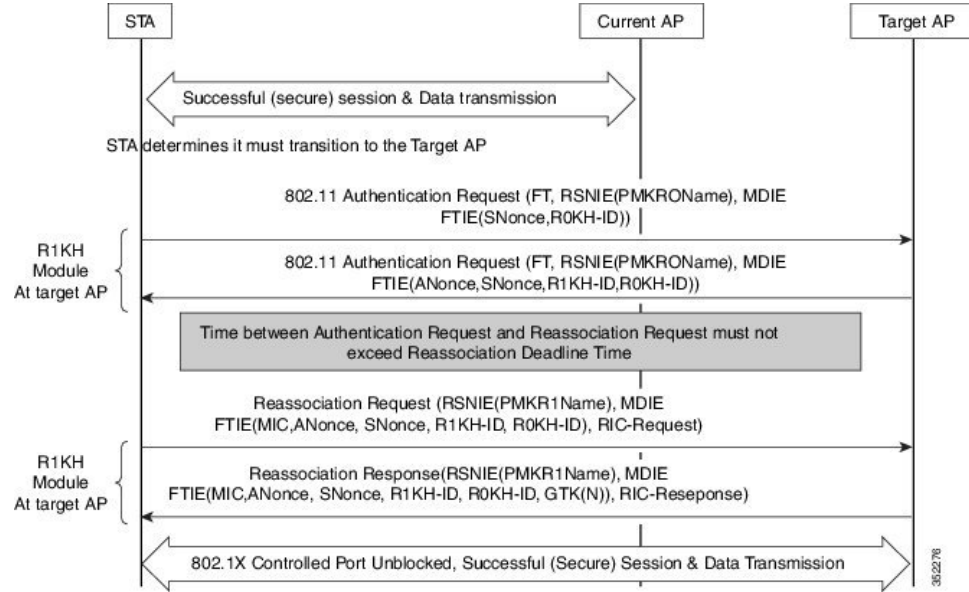 STA
Current AP
Target AP
Successful (secure) session & Data transmission
STA determines it must transition to the Target AP
802.11 Authentication Request (FT, RSNIE(PMKROName), MDIE
FTIE(SNonce,R0KH-ID))
R1KH
Module
At target AP
802.11 Authentication Request (FT, RSNIE(PMKROName), MDIE
FTIE(ANonce,SNonce,R1KH-ID,R0KH-ID))
Time between Authentication Request and Reassociation Request must not
exceed Reassociation Deadline Time
Reassociation Request (RSNIE(PMKR1Name), MDIE
FTIE(MIC,ANonce, SNonce, R1KH-ID, R0KH-ID), RIC-Request)
R1KH
Module
At target AP
Reassociation Response(RSNIE(PMKR1Name), MDIE
FTIE(MIC,ANonce, SNonce, R1KH-ID, R0KH-ID, GTK(N)), RIC-Reseponse)
802.1X Controlled Port Unblocked, Successful (Secure) Session & Data Transmission
352276